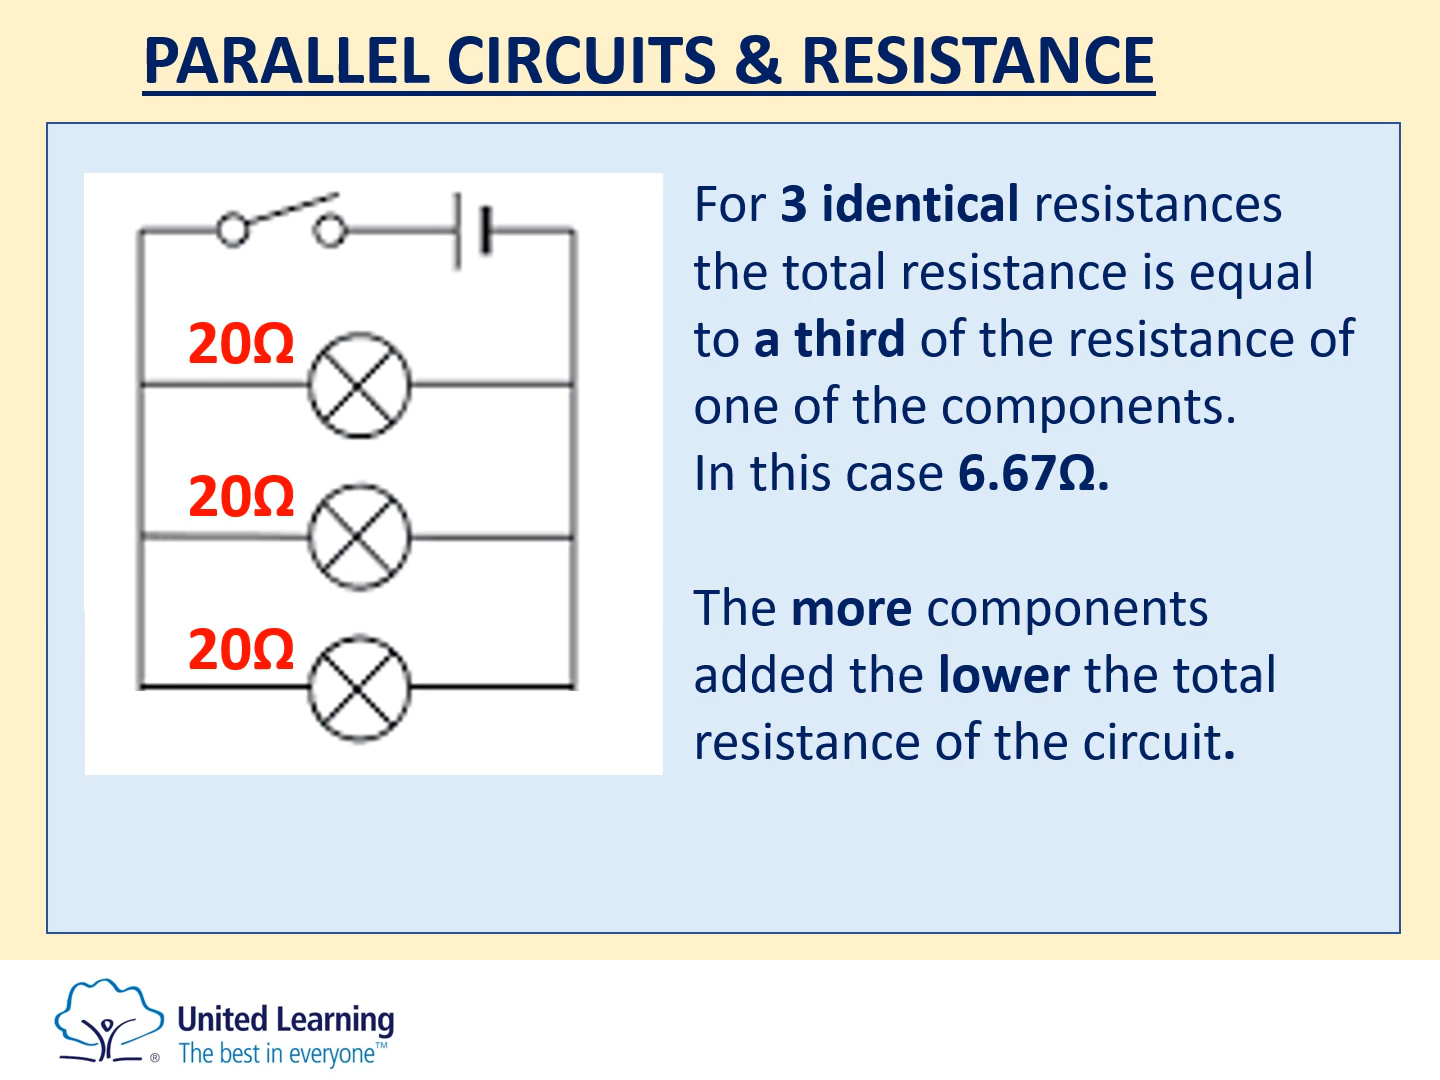 PARALLEL CIRCUITS & RESISTANCE
20Ω
20Ω
20Ω
For 3 identical resistances
the total resistance is equal
to a third of the resistance of
one of the components.
In this case 6.67Ω.
The more components
added the lower the total
resistance of the circuit.
United Learning
The best in everyone™
®